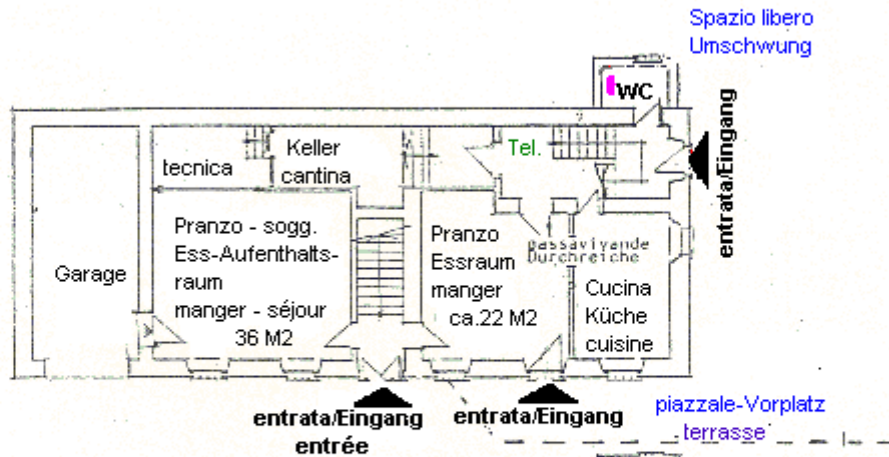 Spazio libero
Umschwung
WC
entrata/Eingang
Keller
cantina
Tel.
tecnica
Pranzo - sogg.
Ess-Aufenthalts-
raum
manger - séjour
36 M2
Garage
Pranzo
Essraum
manger
ca.22 M2
passavivande
Durchreiche
Cucina
Küche
cuisine
entrata/Eingang
entrée
entrata/Eingang
piazzale-Vorplatz
terrasse